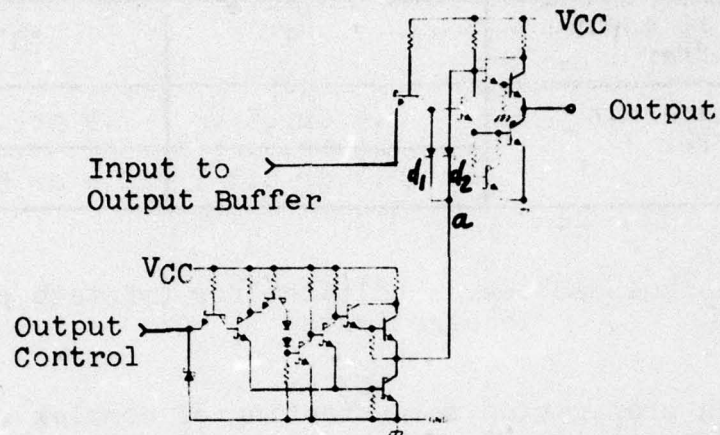 VCC
Output
Input to
Output Buffer
d1
d2
a
VCC
Output
Control